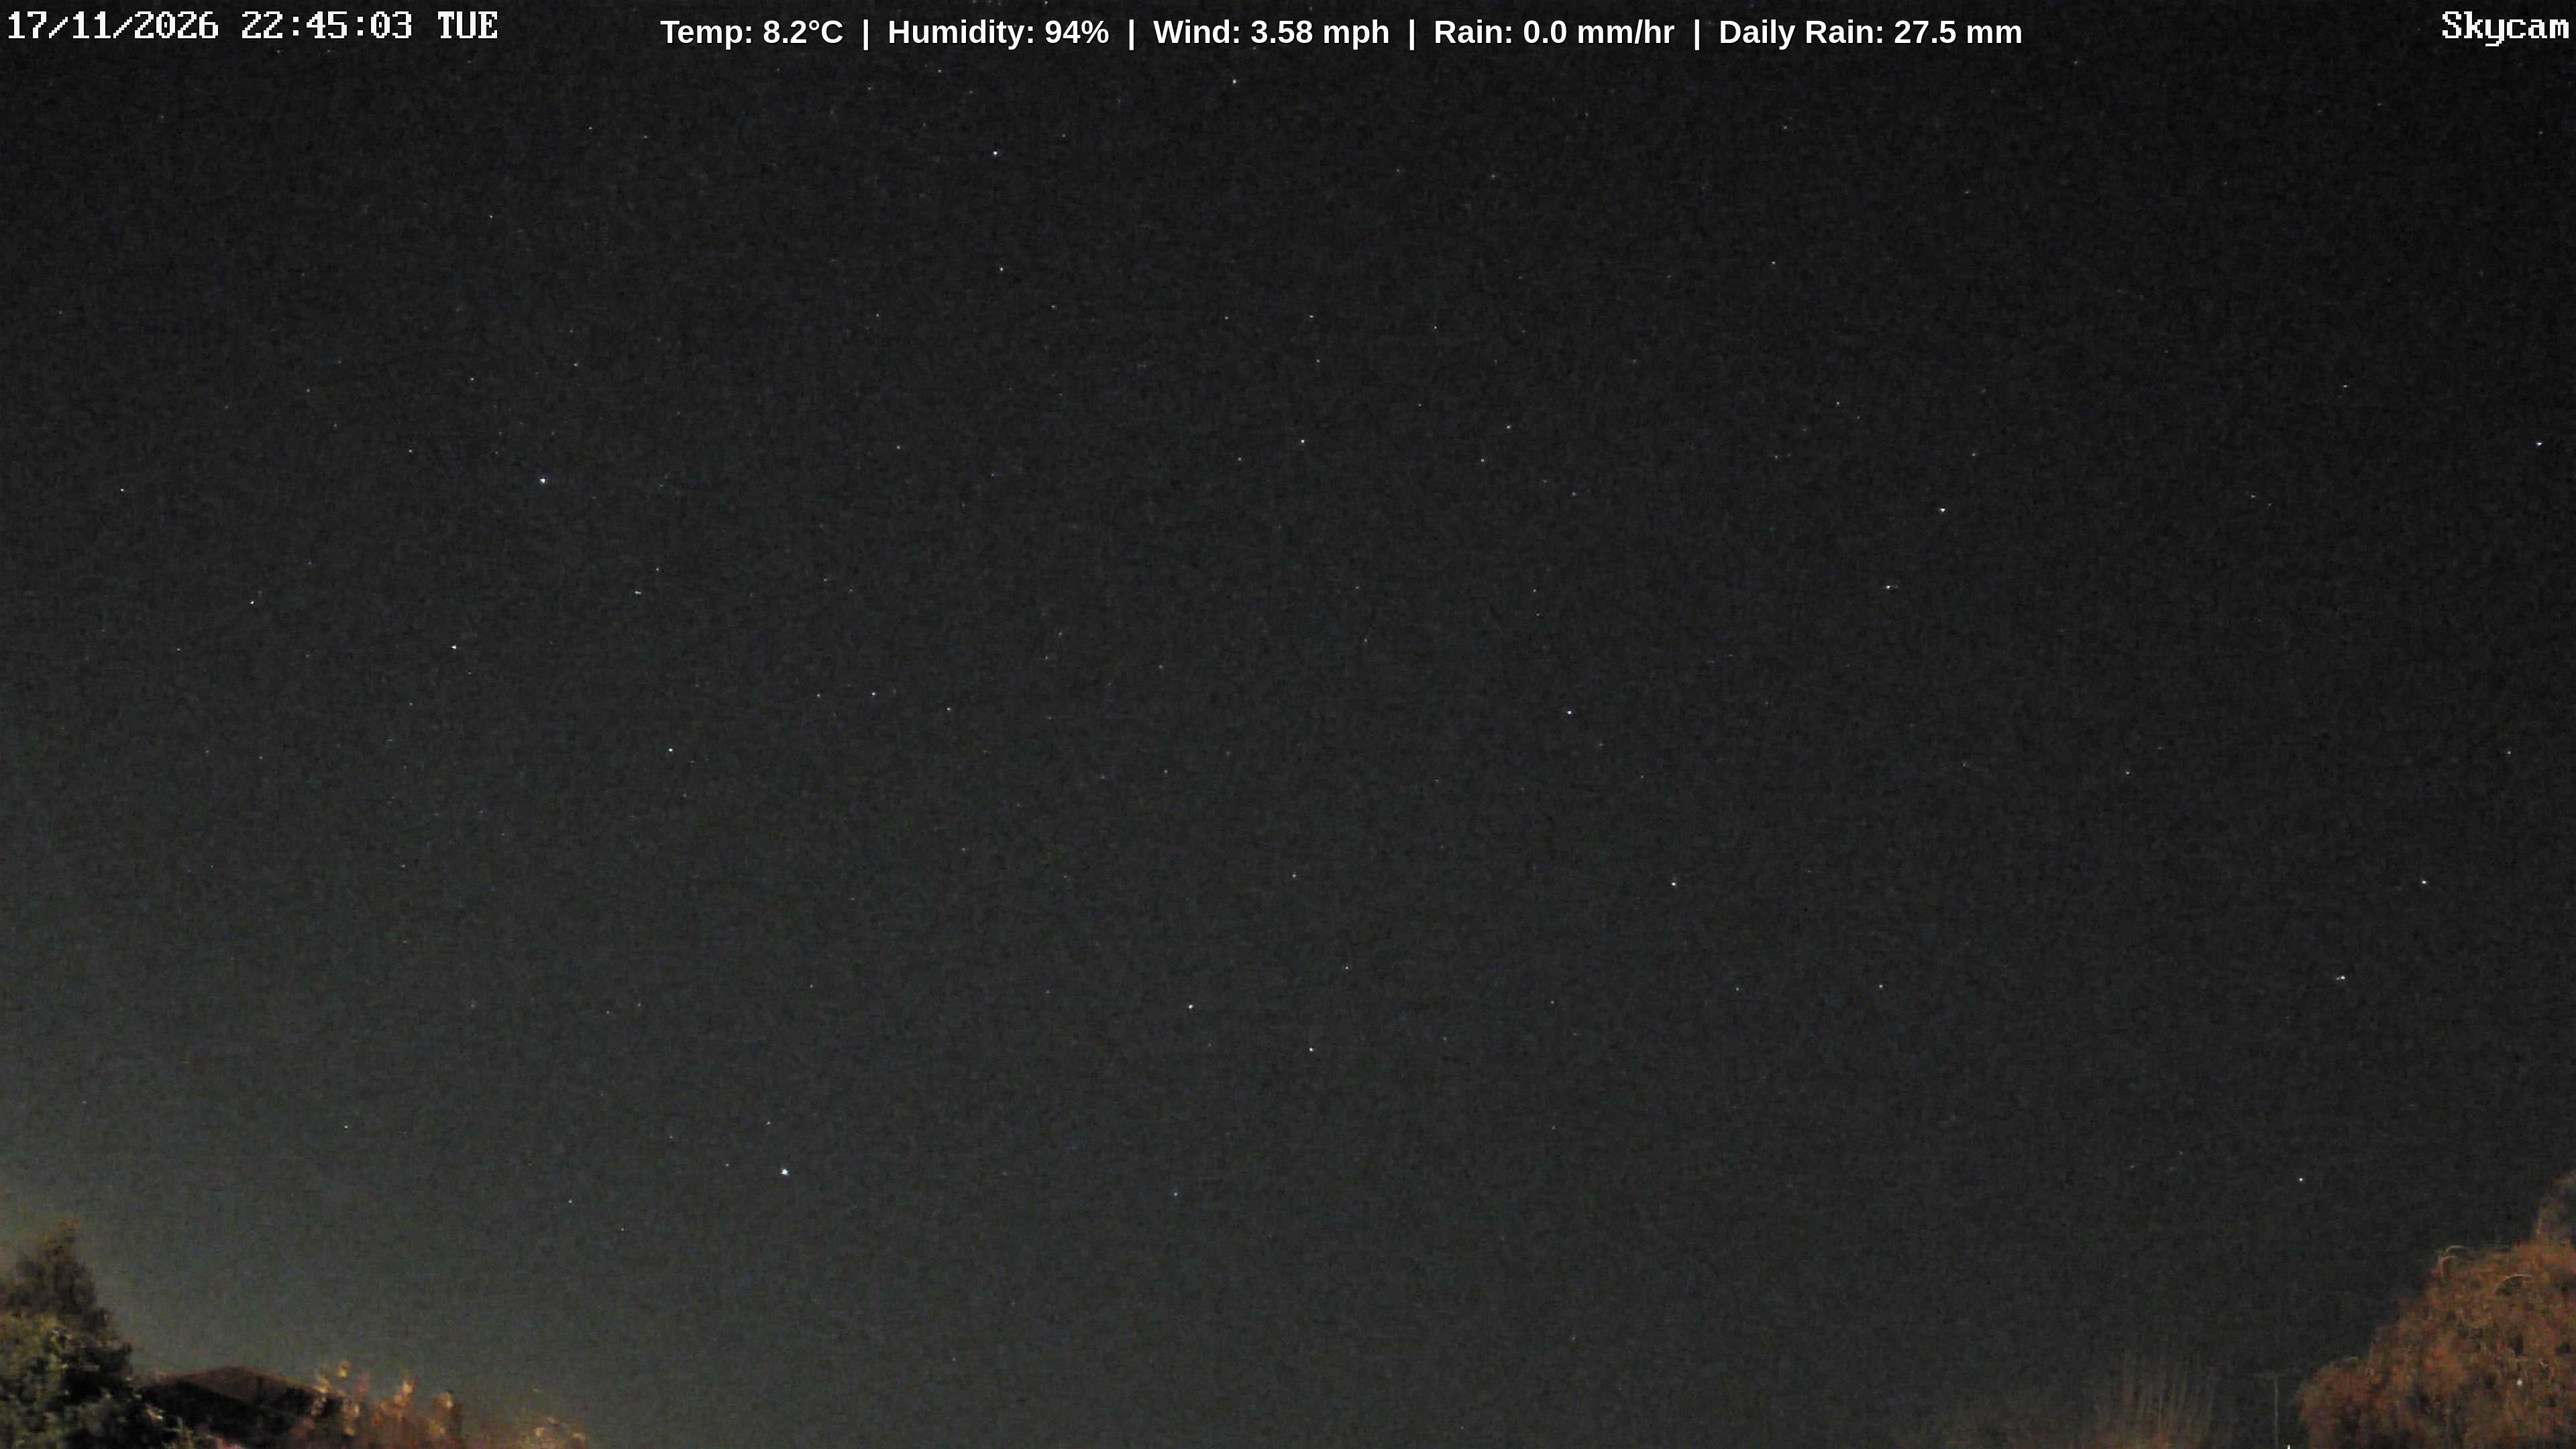 17/11/2026 22:45:03 TUE
Temp: 8.2°C | Humidity: 94% | Wind: 3.58 mph | Rain: 0.0 mm/hr | Daily Rain: 27.5 mm
Skycam